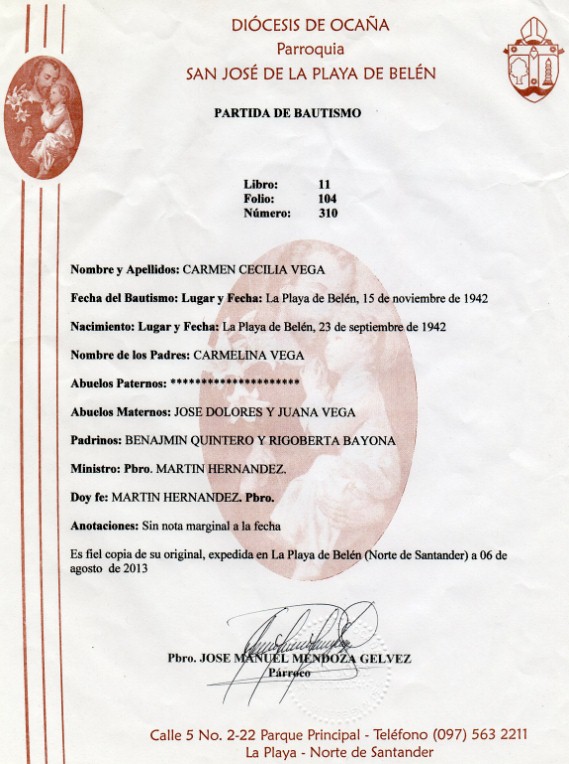 DIÓCESIS DE OCAÑA
Parroquia
SAN JOSÉ DE LA PLAYA DE BELÉN
PARTIDA DE BAUTISMO
Libro: 11
Folio: 104
Número: 310
Nombre y Apellidos: CARMEN CECILIA VEGA
Fecha del Bautismo: Lugar y Fecha: La Playa de Belén, 15 de noviembre de 1942
Nacimiento: Lugar y Fecha: La Playa de Belén, 23 de septiembre de 1942
Nombre de los Padres: CARMELINA VEGA
Abuelos Paternos: *********************
Abuelos Maternos: JOSE DOLORES Y JUANA VEGA
Padrinos: BENAJMIN QUINTERO Y RIGOBERTA BAYONA
Ministro: Pbro. MARTIN HERNANDEZ.
Doy fe: MARTIN HERNANDEZ. Pbro.
Anotaciones: Sin nota marginal a la fecha
Es fiel copia de su original, expedida en La Playa de Belén (Norte de Santander) a 06 de
agosto de 2013
Pbro. JOSE MANUEL MENDOZA GELVEZ
Párroco
Calle 5 No. 2-22 Parque Principal - Teléfono (097) 563 2211
La Playa - Norte de Santander